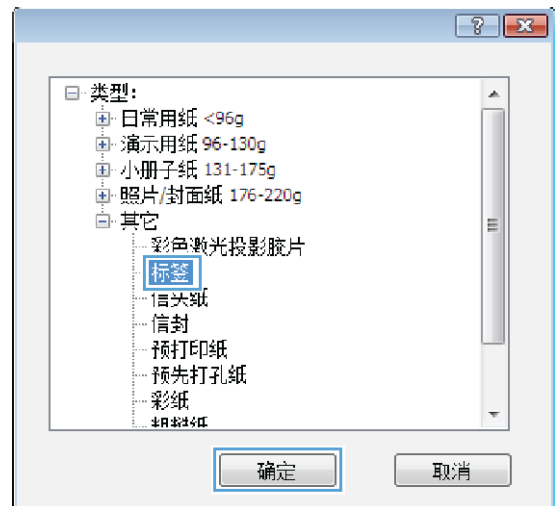 类型:
日常用纸 <96g
演示用纸 96-130g
小册子纸 131-175g
照片/封面纸 176-220g
其它
彩色激光投影胶片
标签
信头纸
信封
预打印纸
预先打孔纸
彩纸
粗糙纸
确定
取消